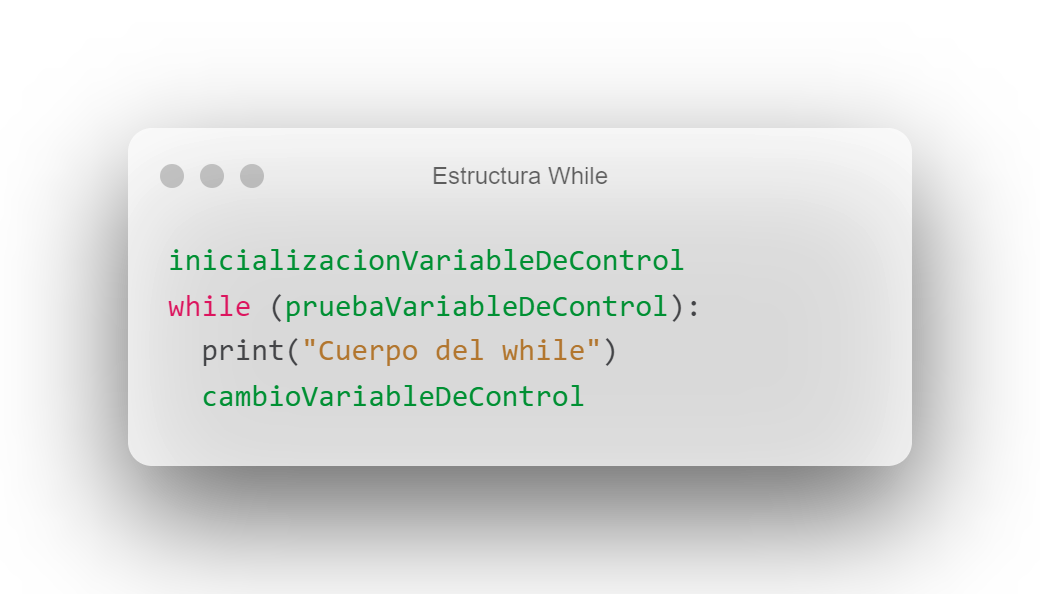 Estructura While
inicializacionVariableDeControl
while (pruebaVariableDeControl):
  print("Cuerpo del while")
  cambioVariableDeControl